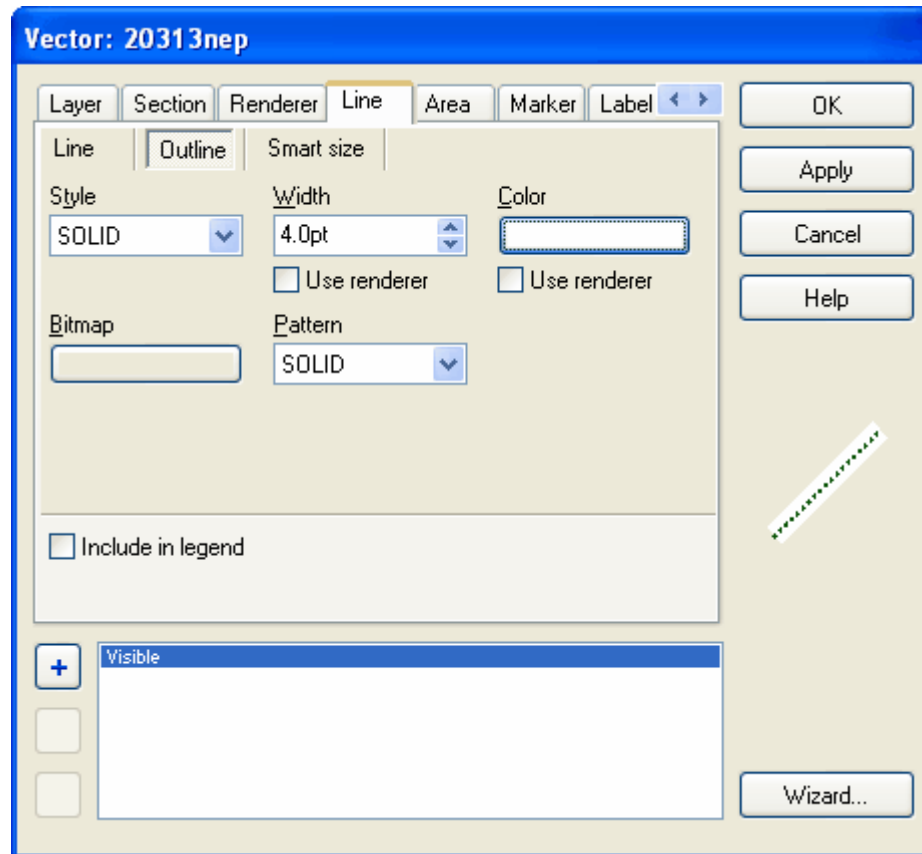 Vector: 20313nep
Layer Section Renderer Line Area Marker Label
OK
Line Outline Smart size
Apply
Style Width Color
SOLID 4.0pt
Cancel
Use renderer Use renderer
Help
Bitmap Pattern
SOLID
Include in legend
+ Visible
Wizard...